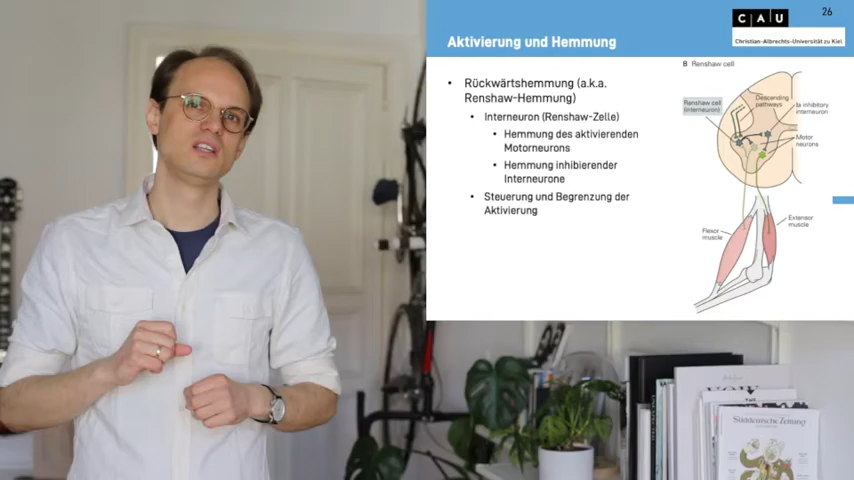 26
C A U
Christian-Albrechts-Universität zu Kiel
Aktivierung und Hemmung
• Rückwärtshemmung (a.k.a.
Renshaw-Hemmung)
• Interneuron (Renshaw-Zelle)
• Hemmung des aktivierenden
Motorneurons
• Hemmung inhibierender
Interneurone
• Steuerung und Begrenzung der
Aktivierung
B Renshaw cell
Renshaw cell
(interneuron)
Descending
pathways
Ia inhibitory
interneuron
Motor
neurons
Flexor
muscle
Extensor
muscle
Süddeutsche Zeitung